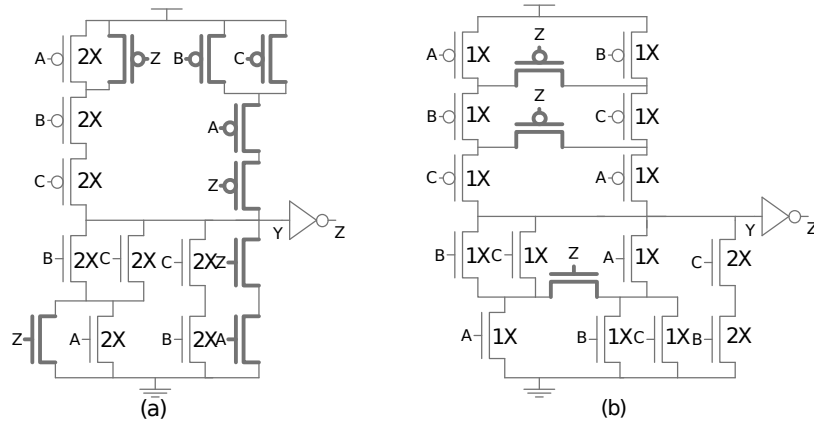 A 2X Z B C
B 2X A
C 2X Z
Y Z
B 2X C 2X C 2X Z
Z A 2X B 2X A
(a)
A 1X Z B 1X
B 1X Z C 1X
C 1X A 1X
Y Z
B 1X C 1X Z A 1X C 2X
A 1X B 1X C 1X B 2X
(b)